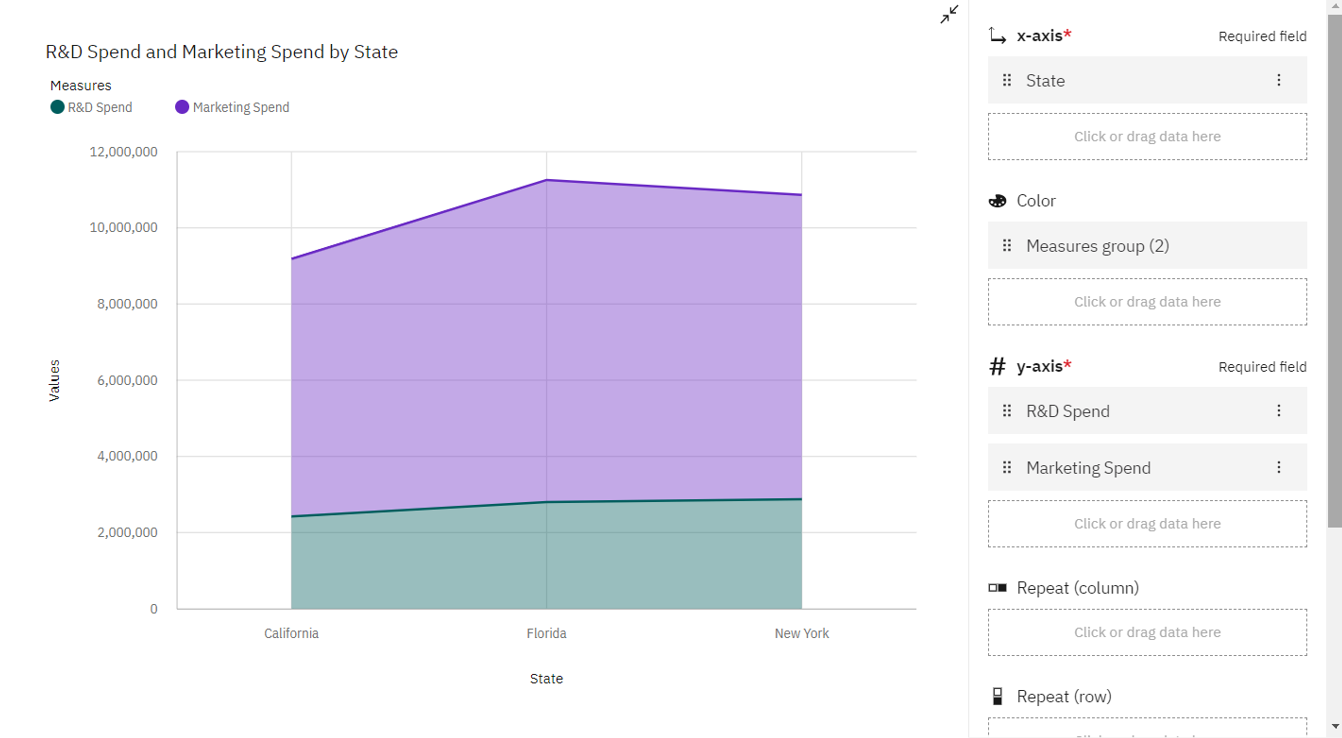 R&D Spend and Marketing Spend by State
Measures
R&D Spend Marketing Spend
12,000,000
10,000,000
8,000,000
6,000,000
4,000,000
2,000,000
0
Values
California Florida New York
State
x-axis* Required field
State
Click or drag data here
Color
Measures group (2)
Click or drag data here
# y-axis* Required field
R&D Spend
Marketing Spend
Click or drag data here
Repeat (column)
Click or drag data here
Repeat (row)